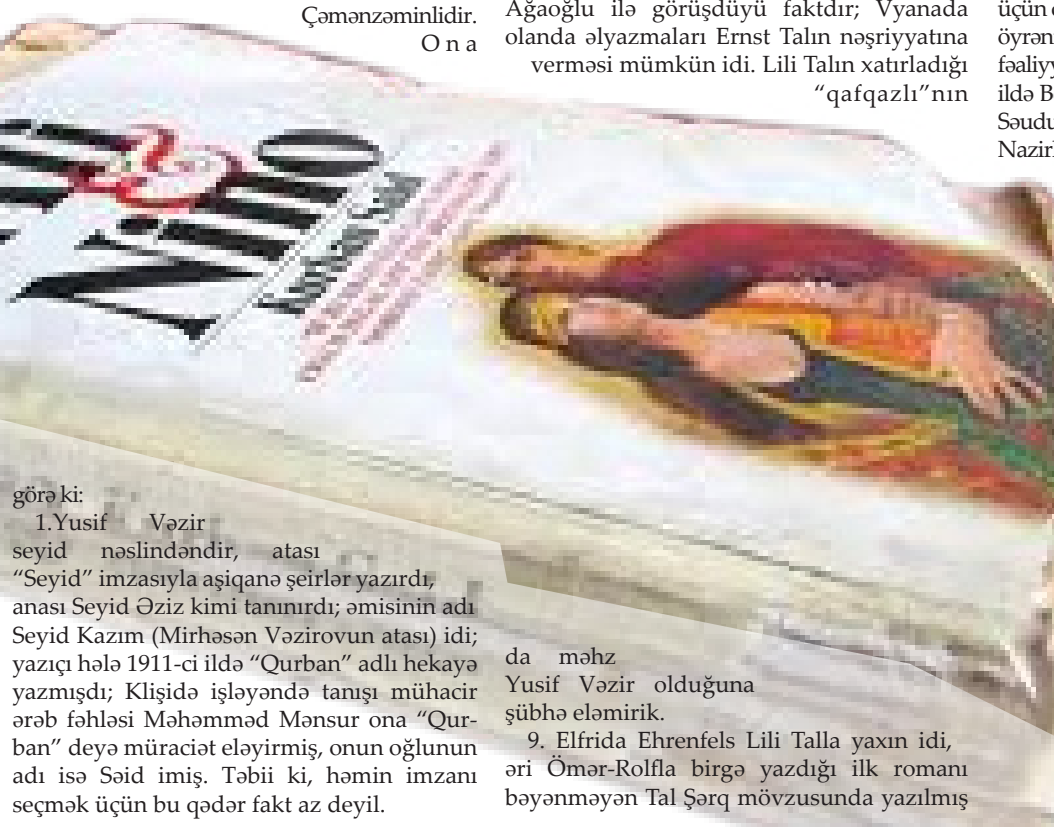 Çəmənzəminlidir.
O n a
görə ki:
1.Yusif Vəzir
seyid nəslindəndir, atası
“Seyid” imzasıyla aşiqanə şeirlər yazırdı,
anası Seyid Əziz kimi tanınırdı; əmisinin adı
Seyid Kazım (Mirhəsən Vəzirovun atası) idi;
yazıçı hələ 1911-ci ildə “Qurban” adlı hekayə
yazmışdı; Klişidə işləyəndə tanışı mühacir
ərəb fəhləsi Məhəmməd Mənsur ona “Qur-
ban” deyə müraciət eləyirmiş, onun oğlunun
adı isə Səid imiş. Təbii ki, həmin imzanı
seçmək üçün bu qədər fakt az deyil.
Ağaoğlu ilə görüşdüyü faktdır; Vyanada
olanda əlyazmaları Ernst Talın nəşriyyatına
verməsi mümkün idi. Lili Talın xatırladığı
“qafqazlı”nın
da məhz
Yusif Vəzir olduğuna
şübhə eləmirik.
9. Elfrida Ehrenfels Lili Talla yaxın idi,
əri Ömər-Rolfla birgə yazdığı ilk romanı
bəyənməyən Tal Şərq mövzusunda yazılmış
üçün
öyrən
fəaliyy
ildə B
Səudu
Nazirl
Nino
Kurban Said